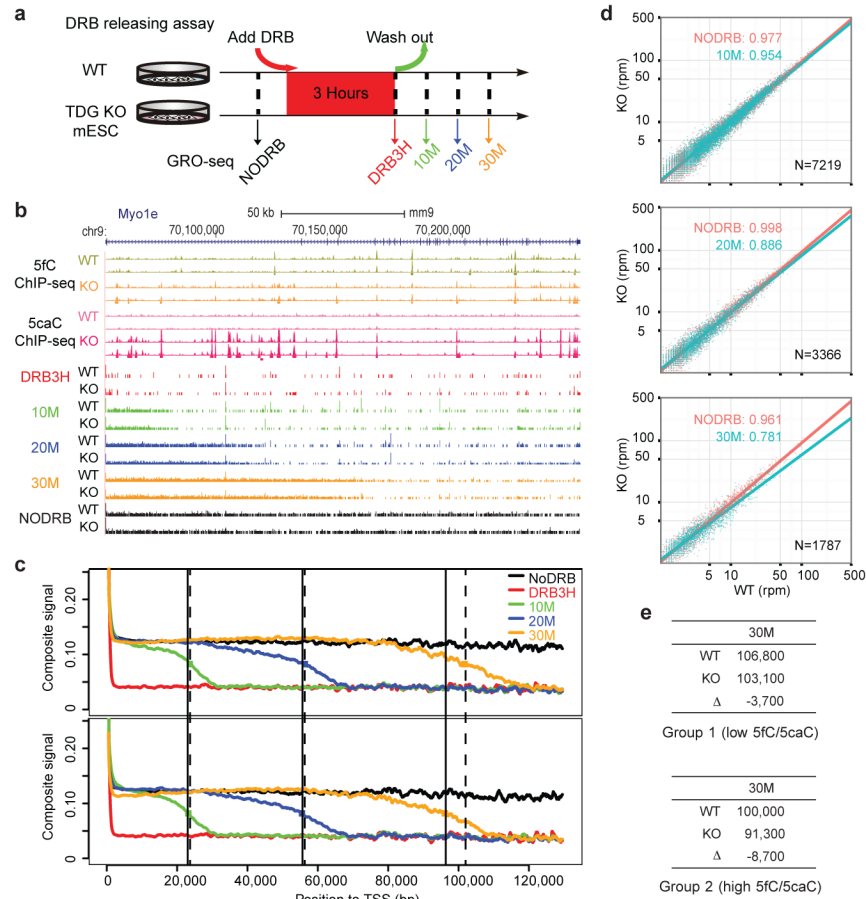 a
DRB releasing assay
Add DRB
Wash out
WT
TDG KO
mESC
3 Hours
GRO-seq
NODRB
DRB3H
10M
20M
30M
b
Myo1e
50 kb
mm9
chr9:
70,100,000
70,150,000
70,200,000
5fC
ChIP-seq
WT
KO
5caC
ChIP-seq
WT
KO
DRB3H
WT
KO
10M
WT
KO
20M
WT
KO
30M
WT
KO
NODRB
WT
KO
c
Composite signal
0 0.10 0.20
NoDRB
DRB3H
10M
20M
30M
Composite signal
0 0.10 0.20
0 20,000 40,000 60,000 80,000 100,000 120,000
Position to TSS (bp)
d
KO (rpm)
500
100
50
10
5
NODRB: 0.977
10M: 0.954
N=7219
KO (rpm)
500
100
50
10
5
NODRB: 0.998
20M: 0.886
N=3366
KO (rpm)
500
100
50
10
5
NODRB: 0.961
30M: 0.781
N=1787
5 10 50 100 500
WT (rpm)
e
30M
WT 106,800
KO 103,100
Δ -3,700
Group 1 (low 5fC/5caC)
30M
WT 100,000
KO 91,300
Δ -8,700
Group 2 (high 5fC/5caC)